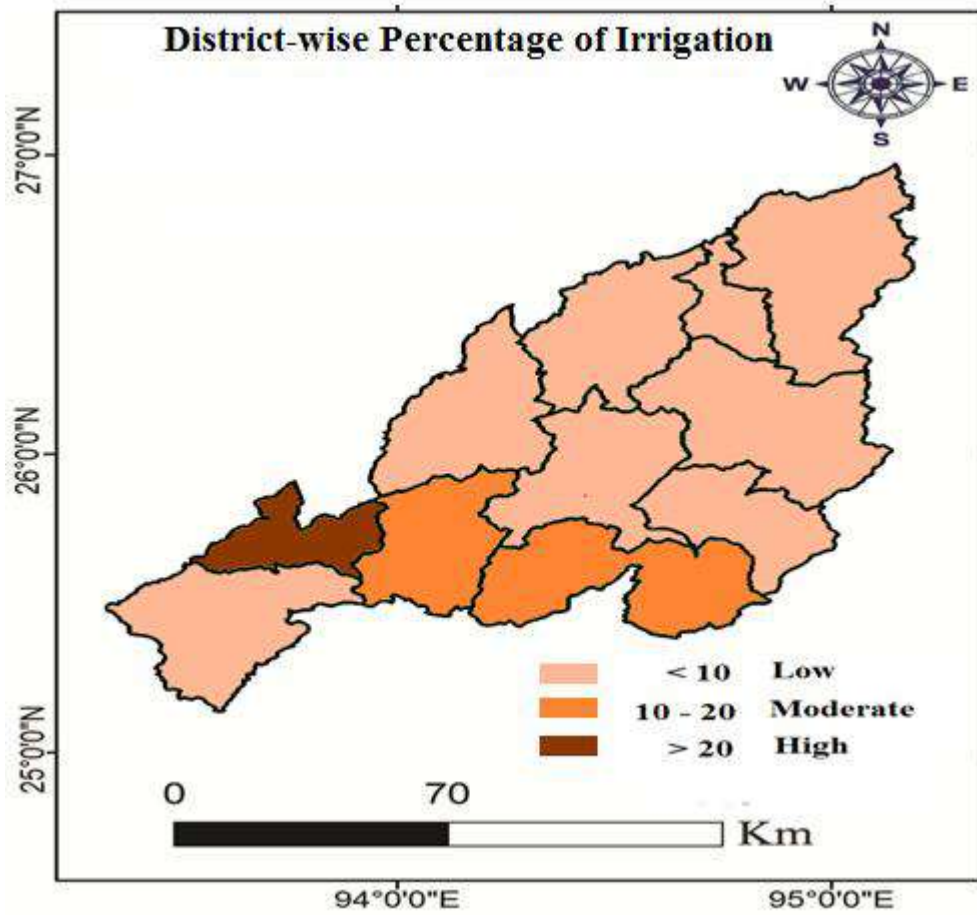 District-wise Percentage of Irrigation
N
W E
S
27°0'0"N
26°0'0"N
25°0'0"N
< 10 Low
10 - 20 Moderate
> 20 High
0 70
Km
94°0'0"E 95°0'0"E